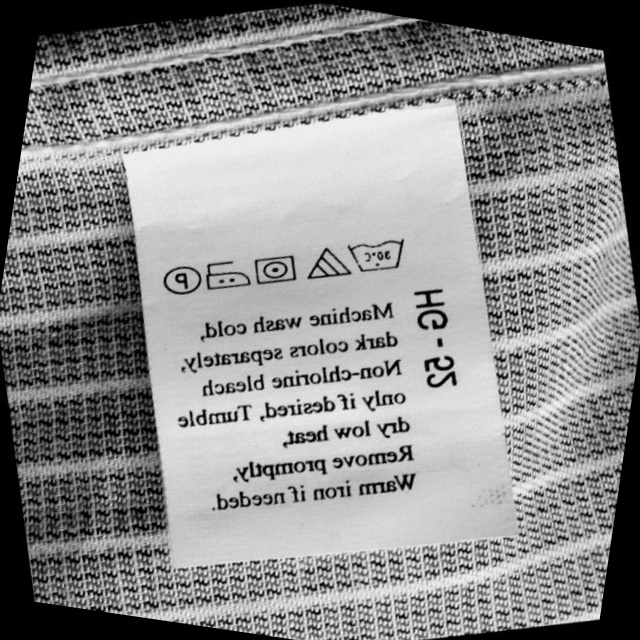 30°C
P
Machine wash cold,
dark colors separately,
Non-chlorine bleach
only if desired, Tumble
dry low heat,
Remove promptly,
Warm iron if needed.
HG - 52